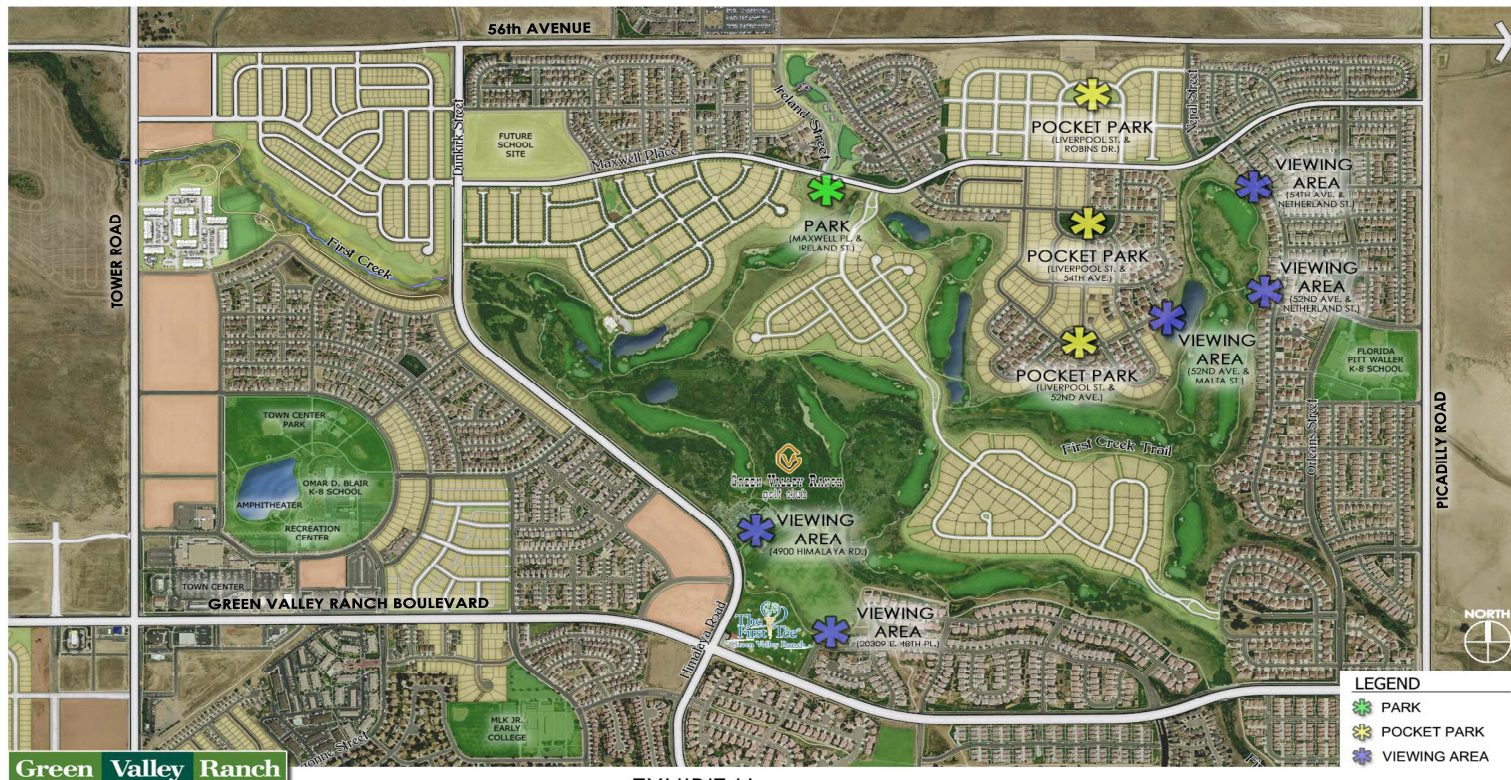 56th AVENUE
Dunkirk Street
FUTURE
SCHOOL
SITE
Maxwell Place
Ireland Street
POCKET PARK
(LIVERPOOL ST. &
ROBINS DR.)
Nepal Street
VIEWING
AREA
(54TH AVE. &
NETHERLAND ST.)
PARK
(MAXWELL PL. &
IRELAND ST.)
POCKET PARK
(LIVERPOOL ST. &
54TH AVE.)
TOWER ROAD
First Creek
VIEWING
AREA
(52ND AVE. &
NETHERLAND ST.)
VIEWING
AREA
(52ND AVE. &
MALTA ST.)
POCKET PARK
(LIVERPOOL ST. &
52ND AVE.)
FLORIDA
PITT WALLER
K-8 SCHOOL
PICADILLY ROAD
Orleans Street
First Creek Trail
TOWN CENTER
PARK
OMAR D. BLAIR
K-8 SCHOOL
AMPHITHEATER
RECREATION
CENTER
Green Valley Ranch
golf club
VIEWING
AREA
(4900 HIMALAYA RD.)
TOWN CENTER
GREEN VALLEY RANCH BOULEVARD
Himalaya Road
The
First Tee
Green Valley Ranch
VIEWING
AREA
(20309 E. 48TH PL.)
NORTH
MLK JR.
EARLY
COLLEGE
LEGEND
PARK
POCKET PARK
VIEWING AREA
Green Valley Ranch